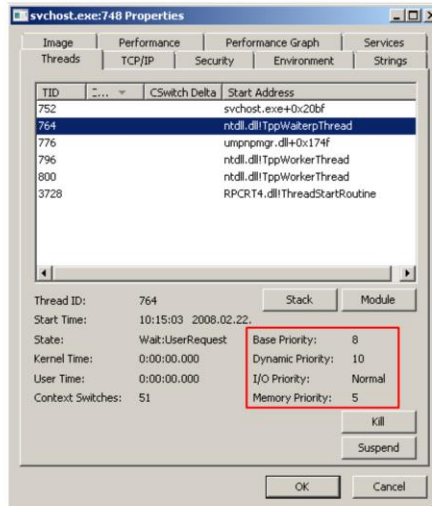 svchost.exe:748 Properties
Image Performance Performance Graph Services
Threads TCP/IP Security Environment Strings
TID ... CSwitch Delta Start Address
752 svchost.exe+0x20bf
764 ntdll.dll!TppWaiterpThread
776 umpnpmgr.dll+0x174f
796 ntdll.dll!TppWorkerThread
800 ntdll.dll!TppWorkerThread
3728 RPCRT4.dll!ThreadStartRoutine
Thread ID: 764 Stack Module
Start Time: 10:15:03 2008.02.22.
State: Wait:UserRequest Base Priority: 8
Kernel Time: 0:00:00.000 Dynamic Priority: 10
User Time: 0:00:00.000 I/O Priority: Normal
Context Switches: 51 Memory Priority: 5
Kill
Suspend
OK Cancel